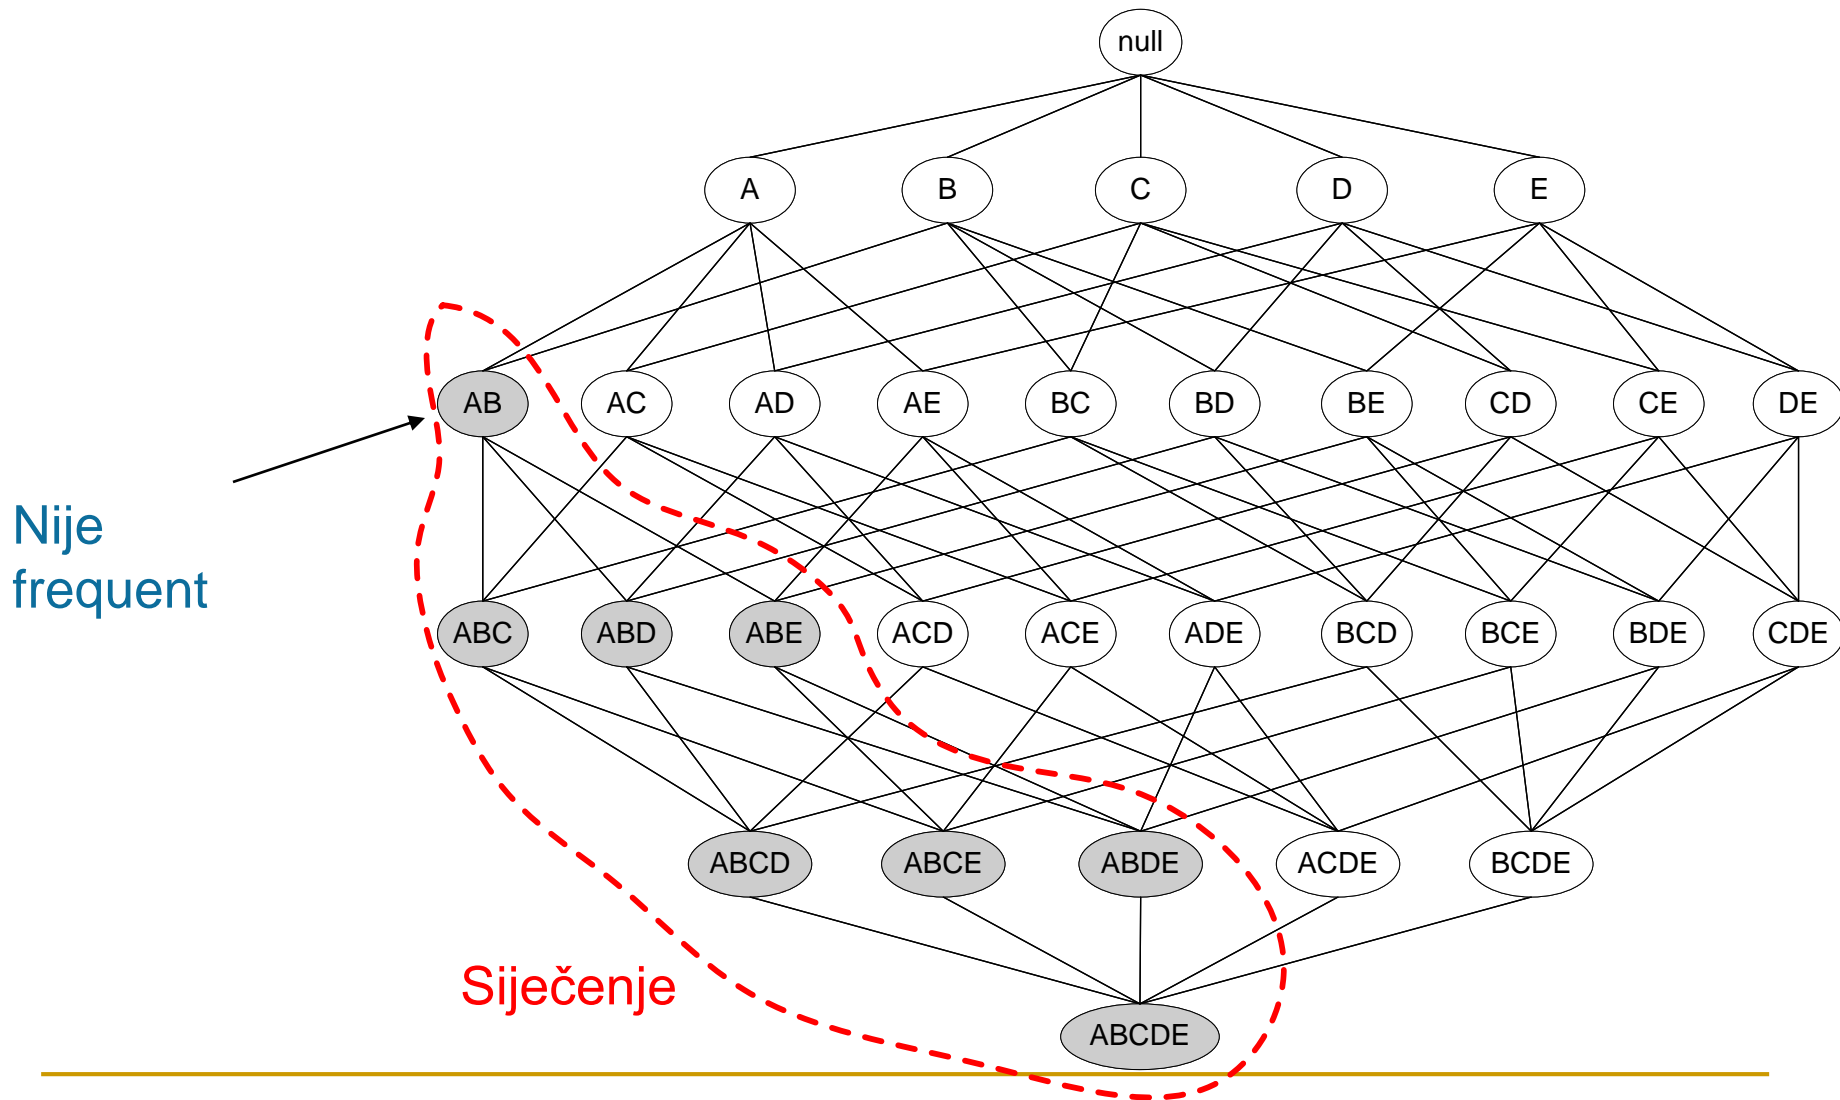 null
A B C D E
AB AC AD AE BC BD BE CD CE DE
Nije
frequent
ABC ABD ABE ACD ACE ADE BCD BCE BDE CDE
ABCD ABCE ABDE ACDE BCDE
Siječenje
ABCDE